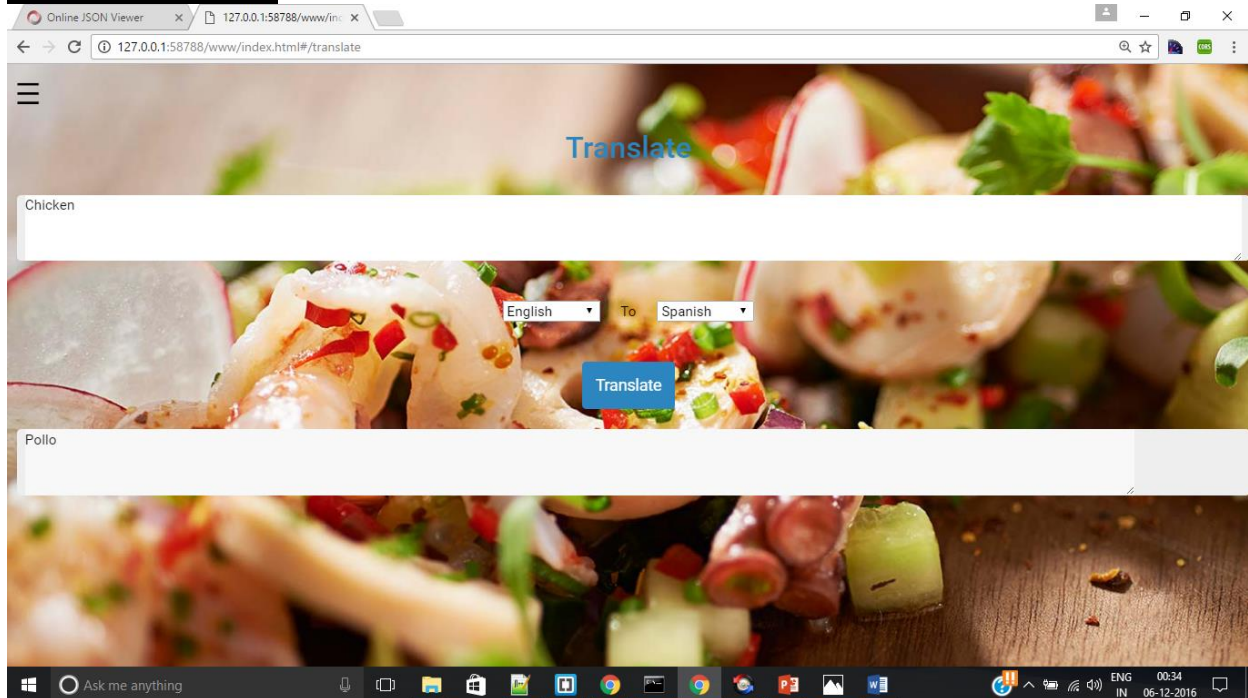 Online JSON Viewer
127.0.0.1:58788/www/inc
127.0.0.1:58788/www/index.html#/translate
CORS
Translate
Chicken
English To Spanish
Translate
Pollo
Ask me anything
ENG 00:34
IN 06-12-2016